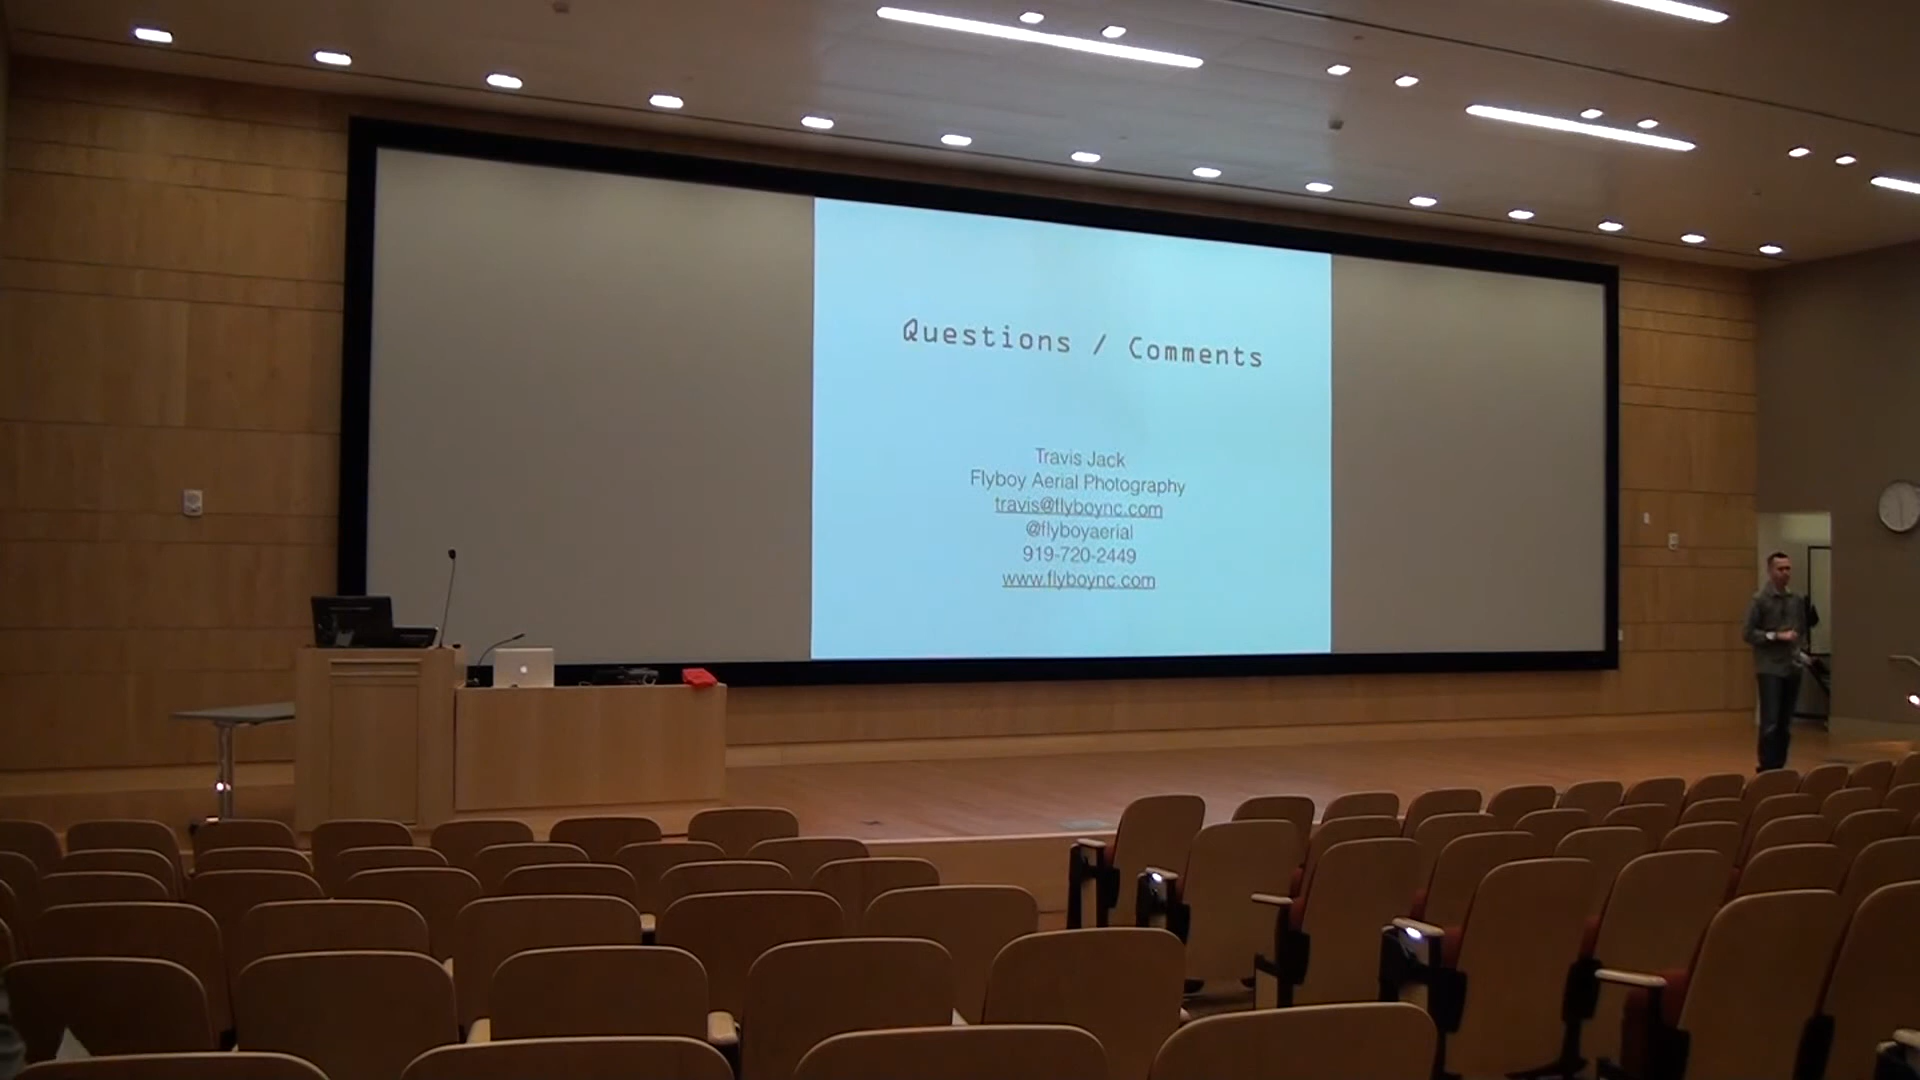 Questions / Comments
Travis Jack
Flyboy Aerial Photography
travis@flyboync.com
@flyboyaerial
919-720-2449
www.flyboync.com